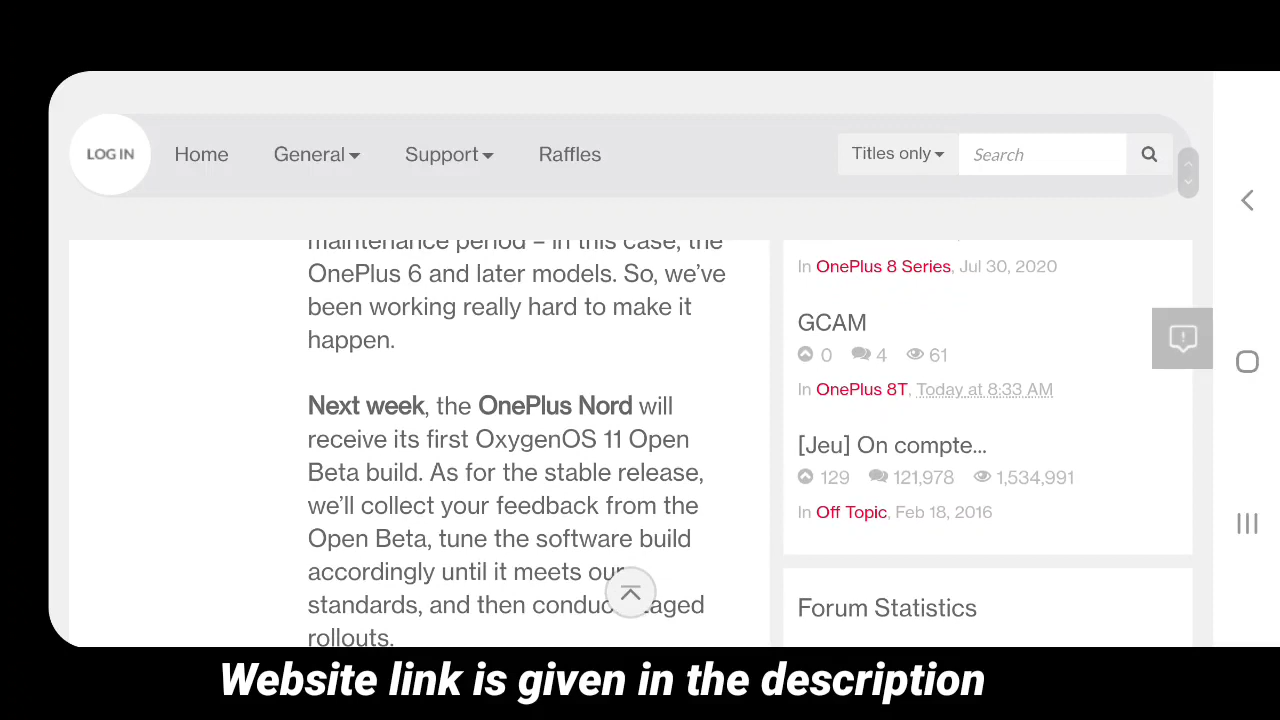 LOG IN Home General Support Raffles Titles only Search
maintenance period – in this case, the
OnePlus 6 and later models. So, we've
been working really hard to make it
happen.
Next week, the OnePlus Nord will
receive its first OxygenOS 11 Open
Beta build. As for the stable release,
we'll collect your feedback from the
Open Beta, tune the software build
accordingly until it meets our
standards, and then conduc aged
rollouts.
In OnePlus 8 Series, Jul 30, 2020
GCAM
0 4 61
In OnePlus 8T, Today at 8:33 AM
[Jeu] On compte...
129 121,978 1,534,991
In Off Topic, Feb 18, 2016
Forum Statistics
Website link is given in the description